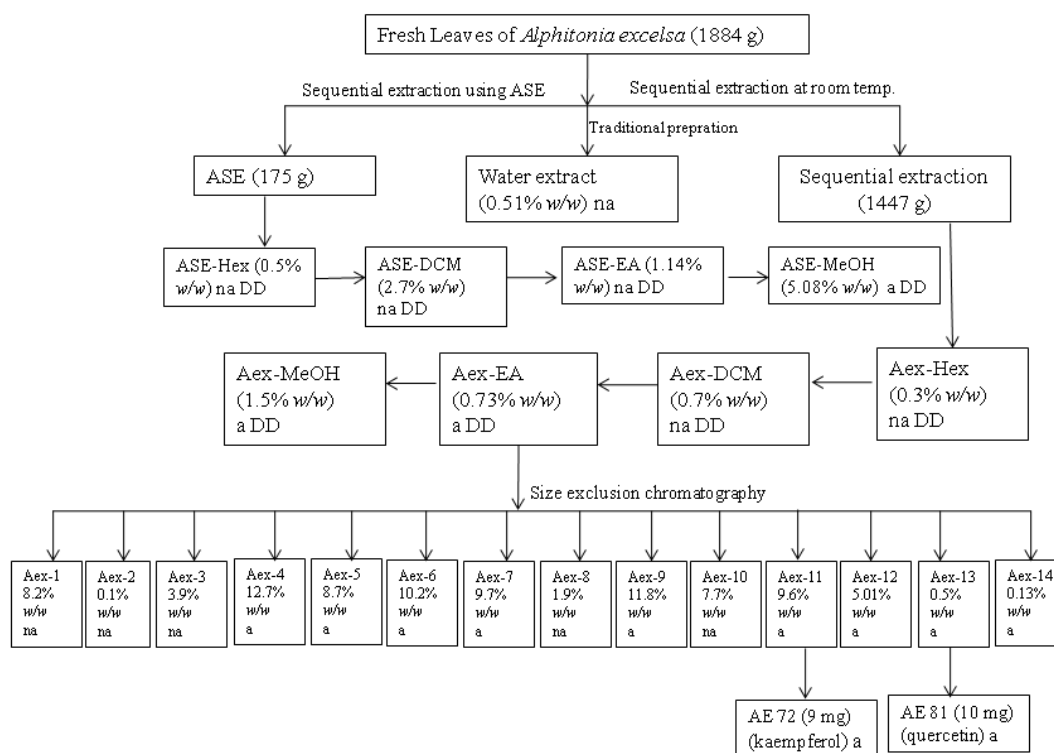 Fresh Leaves of Alphitonia excelsa (1884 g)
Sequential extraction using ASE
Sequential extraction at room temp.
Traditional prepration
ASE (175 g)
Water extract
(0.51% w/w) na
Sequential extraction
(1447 g)
ASE-Hex (0.5%
w/w) na DD
ASE-DCM
(2.7% w/w)
na DD
ASE-EA (1.14%
w/w) na DD
ASE-MeOH
(5.08% w/w) a DD
Aex-MeOH
(1.5% w/w)
a DD
Aex-EA
(0.73% w/w)
a DD
Aex-DCM
(0.7% w/w)
na DD
Aex-Hex
(0.3% w/w)
na DD
Size exclusion chromatography
Aex-1
8.2%
w/w
na
Aex-2
0.1%
w/w
na
Aex-3
3.9%
w/w
na
Aex-4
12.7%
w/w
a
Aex-5
8.7%
w/w
a
Aex-6
10.2%
w/w
a
Aex-7
9.7%
w/w
a
Aex-8
1.9%
w/w
na
Aex-9
11.8%
w/w
a
Aex-10
7.7%
w/w
na
Aex-11
9.6%
w/w
a
Aex-12
5.01%
w/w
a
Aex-13
0.5%
w/w
a
Aex-14
0.13%
w/w
a
AE 72 (9 mg)
(kaempferol) a
AE 81 (10 mg)
(quercetin) a